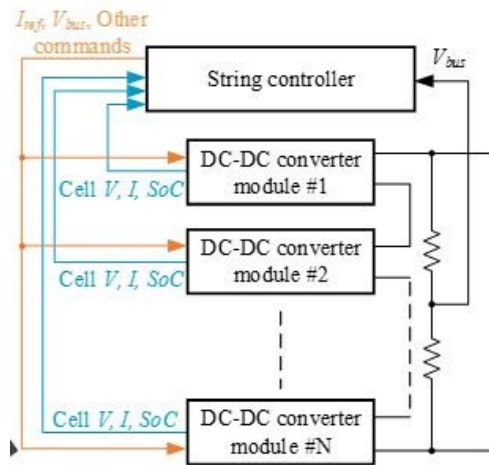 I_ref, V_bus, Other
commands
String controller
V_bus
DC-DC converter
module #1
Cell V, I, SoC
DC-DC converter
module #2
Cell V, I, SoC
Cell V, I, SoC
DC-DC converter
module #N